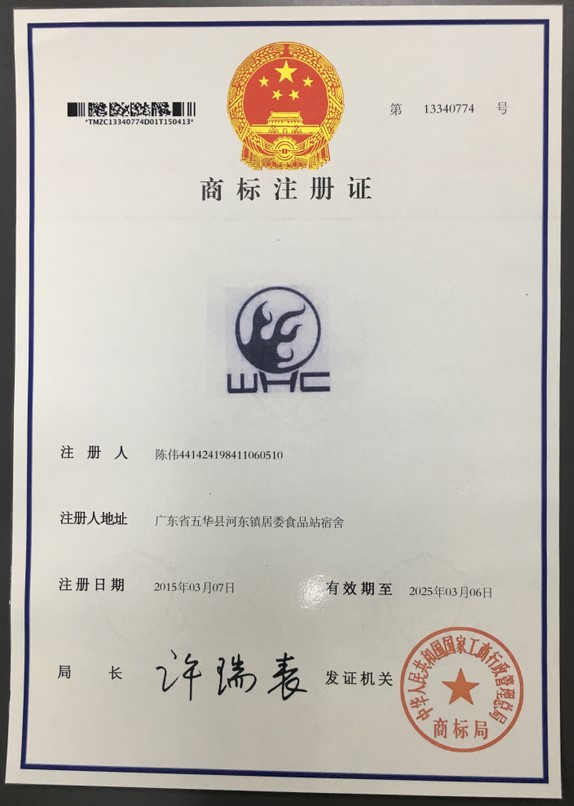 *TMZC13340774D01T150413*
第 13340774 号
商标注册证
WHC
注 册 人 陈伟441424198411060510
注册人地址 广东省五华县河东镇居委食品站宿舍
注册日期 2015年03月07日 有效期至 2025年03月06日
局 长 许瑞表 发证机关
中华人民共和国国家工商行政管理总局
商标局